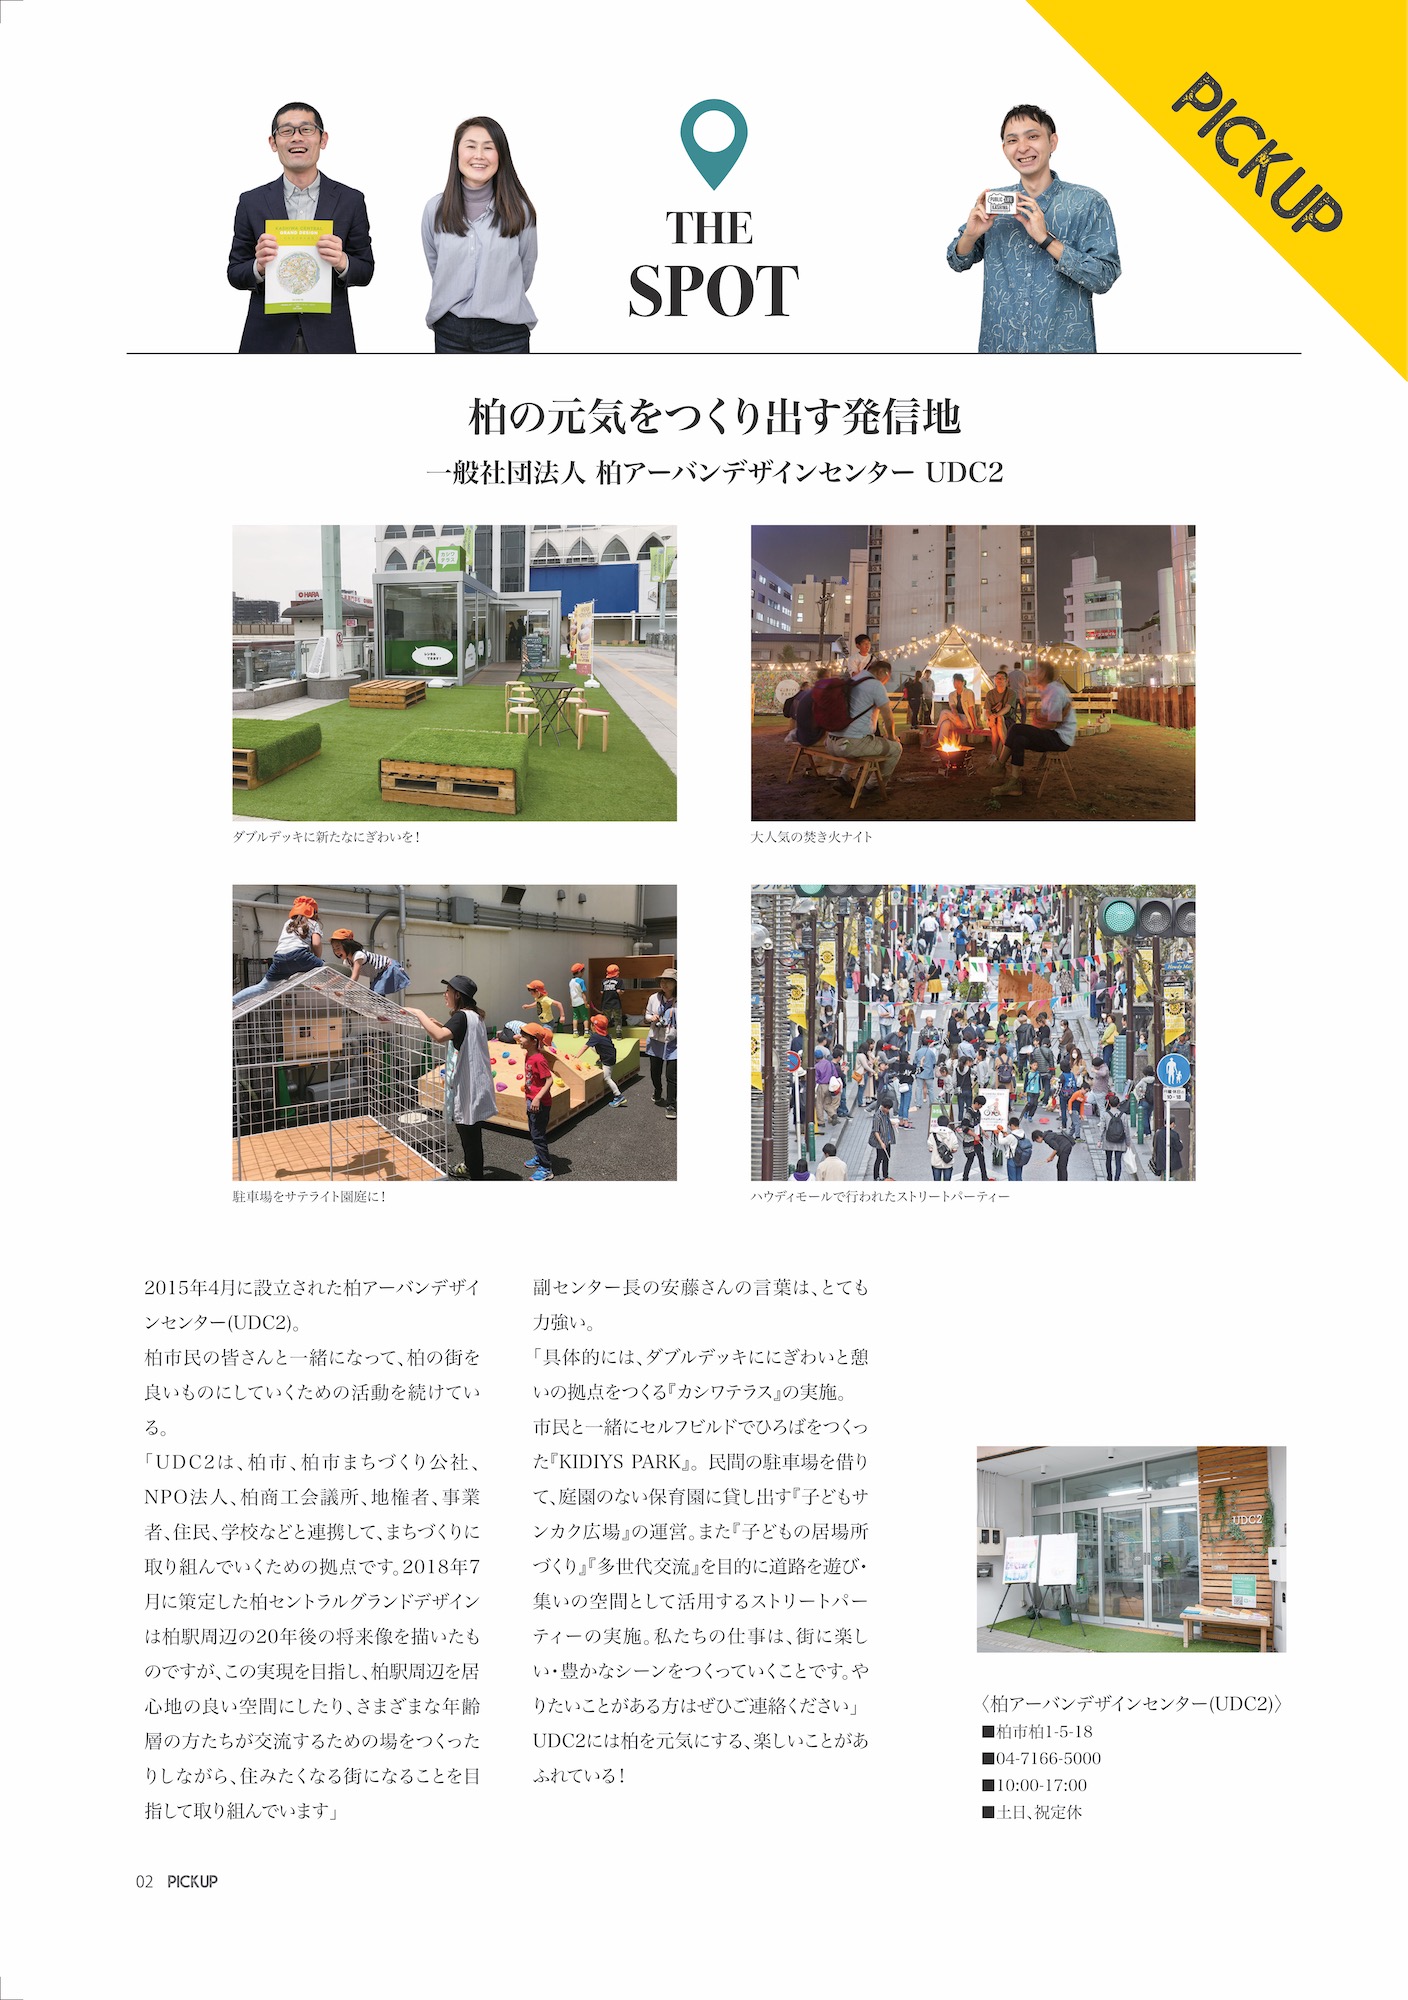 PICKUP
KASHIWA CENTRAL
GRAND DESIGN
PUBLIC LIFE
KASHIWA
THE
SPOT
柏の元気をつくり出す発信地
一般社団法人 柏アーバンデザインセンター UDC2
カシワ
テラス
OHARA
ダブルデッキに新たなにぎわいを！
大人気の焚き火ナイト
10-18
駐車場をサテライト園庭に！
ハウディモールで行われたストリートパーティー
2015年4月に設立された柏アーバンデザイ
ンセンター(UDC2)。
柏市民の皆さんと一緒になって、柏の街を
良いものにしていくための活動を続けてい
る。
「UDC2は、柏市、柏市まちづくり公社、
NPO法人、柏商工会議所、地権者、事業
者、住民、学校などと連携して、まちづくりに
取り組んでいくための拠点です。2018年7
月に策定した柏セントラルグランドデザイン
は柏駅周辺の20年後の将来像を描いたも
のですが、この実現を目指し、柏駅周辺を居
心地の良い空間にしたり、さまざまな年齢
層の方たちが交流するための場をつくった
りしながら、住みたくなる街になることを目
指して取り組んでいます」
副センター長の安藤さんの言葉は、とても
力強い。
「具体的には、ダブルデッキににぎわいと憩
いの拠点をつくる『カシワテラス』の実施。
市民と一緒にセルフビルドでひろばをつくっ
た『KIDIYS PARK』。民間の駐車場を借り
て、庭園のない保育園に貸し出す『子どもサ
ンカク広場』の運営。また『子どもの居場所
づくり』『多世代交流』を目的に道路を遊び・
集いの空間として活用するストリートパー
ティーの実施。私たちの仕事は、街に楽し
い・豊かなシーンをつくっていくことです。や
りたいことがある方はぜひご連絡ください」
UDC2には柏を元気にする、楽しいことがあ
ふれている！
UDC2
〈柏アーバンデザインセンター(UDC2)〉
■柏市柏1-5-18
■04-7166-5000
■10:00-17:00
■土日、祝定休
02 PICKUP